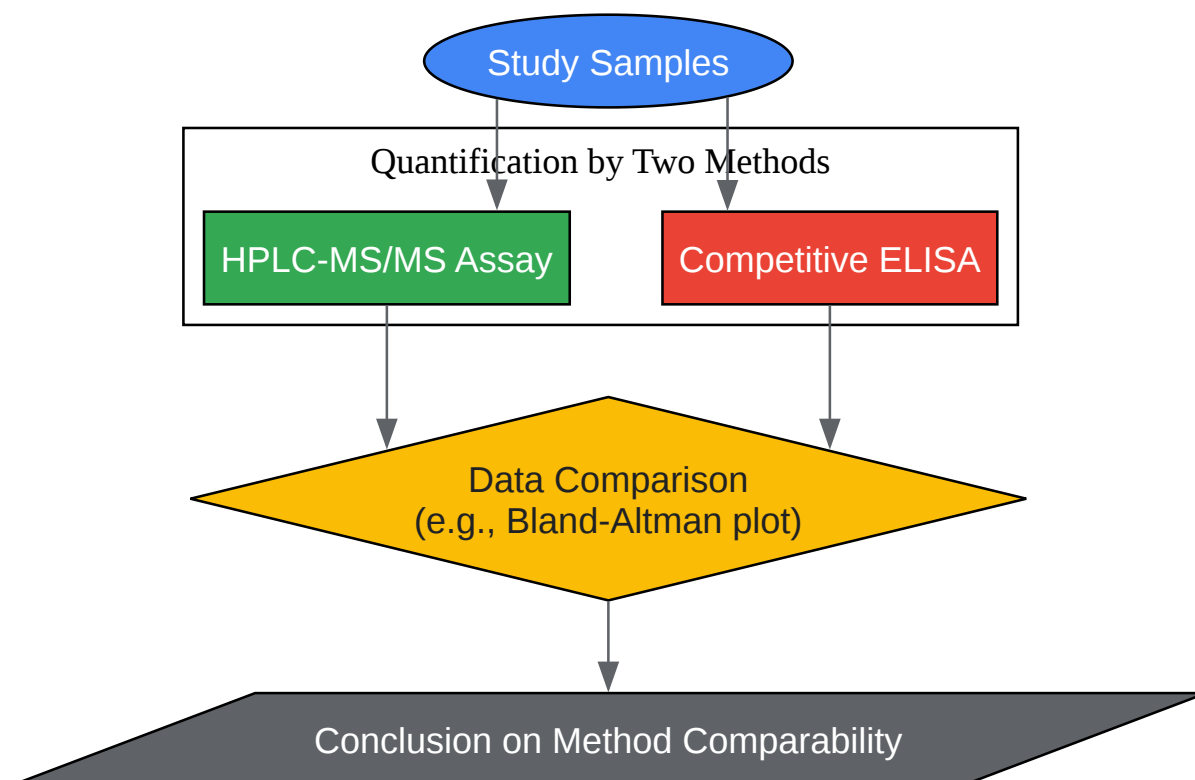 Study Samples
Quantification by Two Methods
HPLC-MS/MS Assay
Competitive ELISA
Data Comparison
(e.g., Bland-Altman plot)
Conclusion on Method Comparability